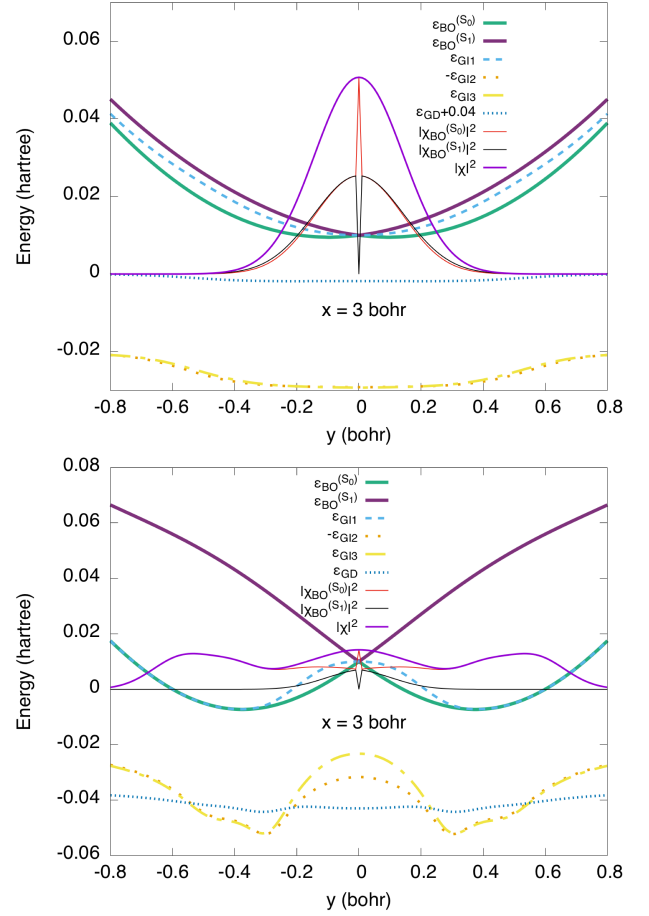 0.06
0.04
0.02
0
-0.02
-0.8 -0.6 -0.4 -0.2 0 0.2 0.4 0.6 0.8
Energy (hartree)
y (bohr)
x = 3 bohr
εBO(S0)
εBO(S1)
εGI1
-εGI2
εGI3
εGD+0.04
|χBO(S0)|2
|χBO(S1)|2
|χ|2
0.08
0.06
0.04
0.02
0
-0.02
-0.04
-0.06
-0.8 -0.6 -0.4 -0.2 0 0.2 0.4 0.6 0.8
Energy (hartree)
y (bohr)
x = 3 bohr
εBO(S0)
εBO(S1)
εGI1
-εGI2
εGI3
εGD
|χBO(S0)|2
|χBO(S1)|2
|χ|2